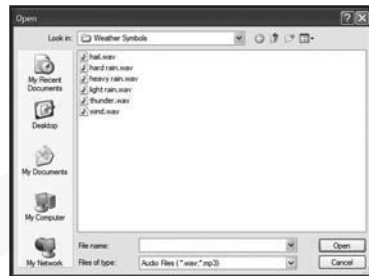 Open
Look in: Weather Symbols
My Recent Documents
Desktop
My Documents
My Computer
My Network
hail.wav
hard rain.wav
heavy rain.wav
light rain.wav
thunder.wav
wind.wav
File name:
Open
Files of type: Audio Files (*.wav;*.mp3)
Cancel